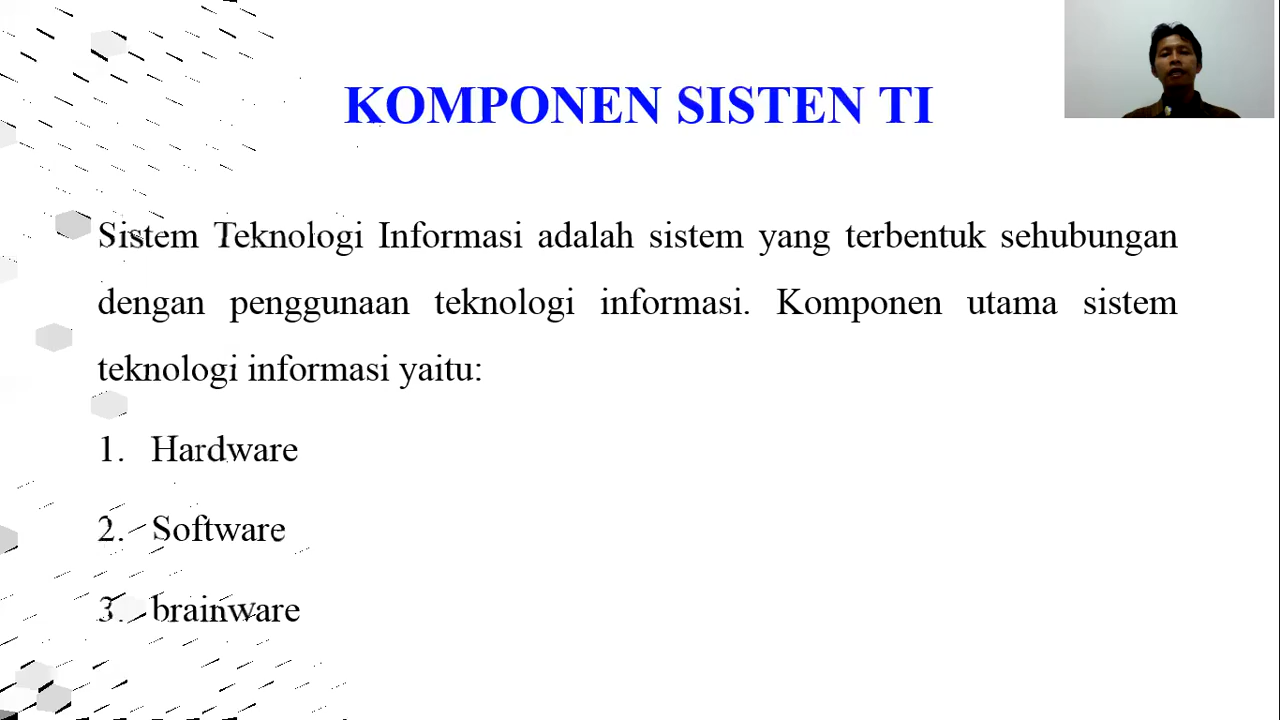 KOMPONEN SISTEN TI
Sistem Teknologi Informasi adalah sistem yang terbentuk sehubungan
dengan penggunaan teknologi informasi. Komponen utama sistem
teknologi informasi yaitu:
1. Hardware
2. Software
3. brainware